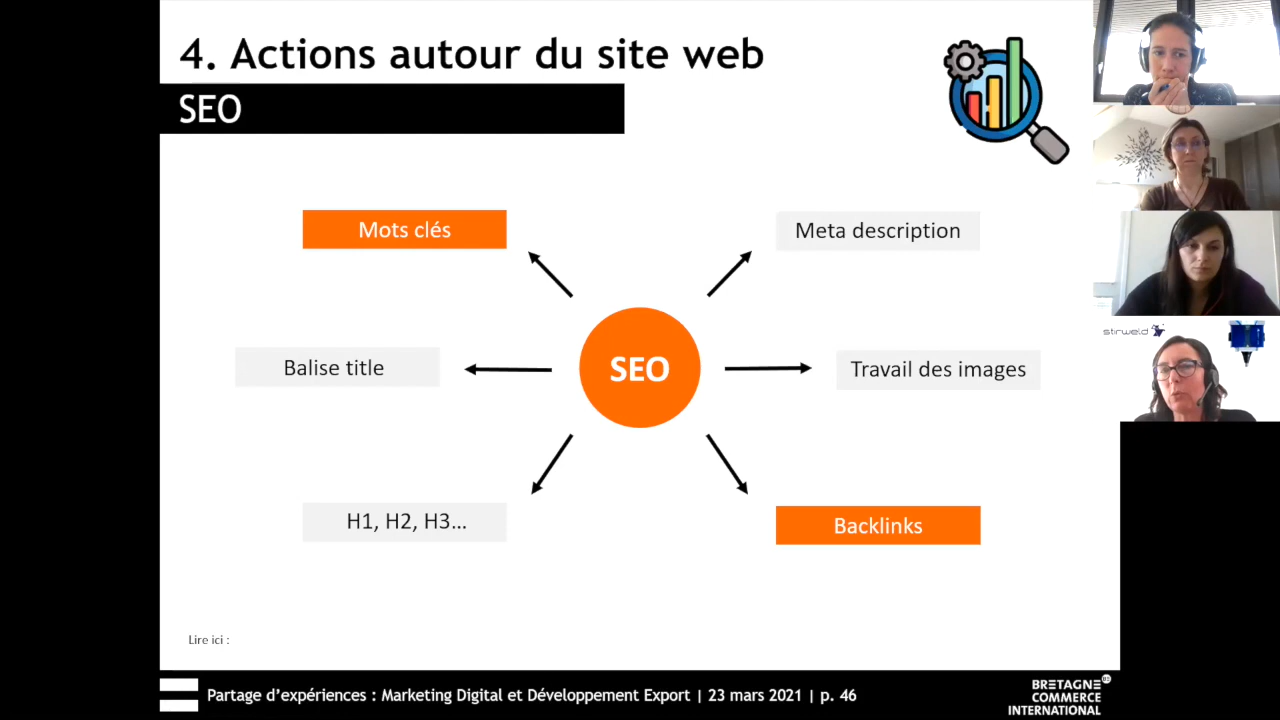 4. Actions autour du site web
SEO
Mots clés
Meta description
Balise title
SEO
Travail des images
H1, H2, H3...
Backlinks
Lire ici :
Partage d'expériences : Marketing Digital et Développement Export | 23 mars 2021 | p. 46
BRETAGNE
COMMERCE
INTERNATIONAL
stirweld